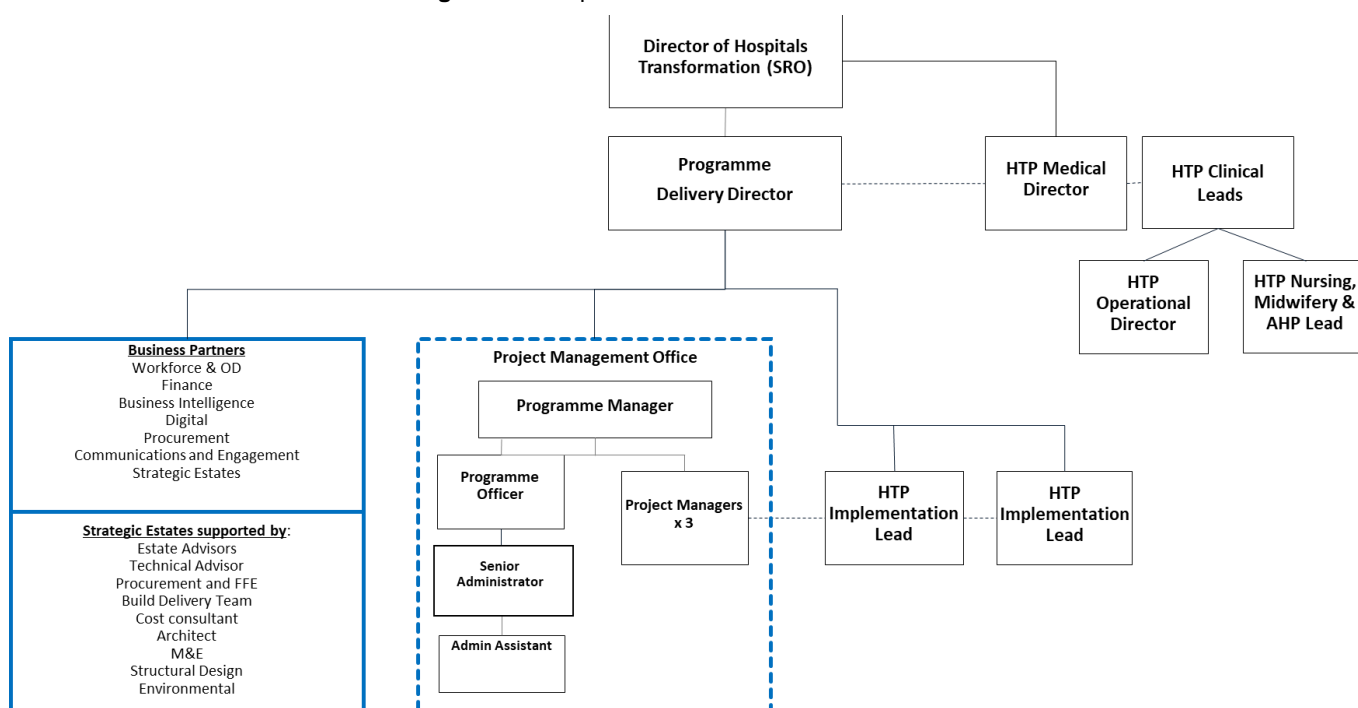 Director of Hospitals
Transformation (SRO)
Programme
Delivery Director
HTP Medical
Director
HTP Clinical
Leads
HTP
Operational
Director
HTP Nursing,
Midwifery &
AHP Lead
Business Partners
Workforce & OD
Finance
Business Intelligence
Digital
Procurement
Communications and Engagement
Strategic Estates
Strategic Estates supported by:
Estate Advisors
Technical Advisor
Procurement and FFE
Build Delivery Team
Cost consultant
Architect
M&E
Structural Design
Environmental
Project Management Office
Programme Manager
Programme
Officer
Project Managers
x 3
Senior
Administrator
Admin Assistant
HTP
Implementation
Lead
HTP
Implementation
Lead